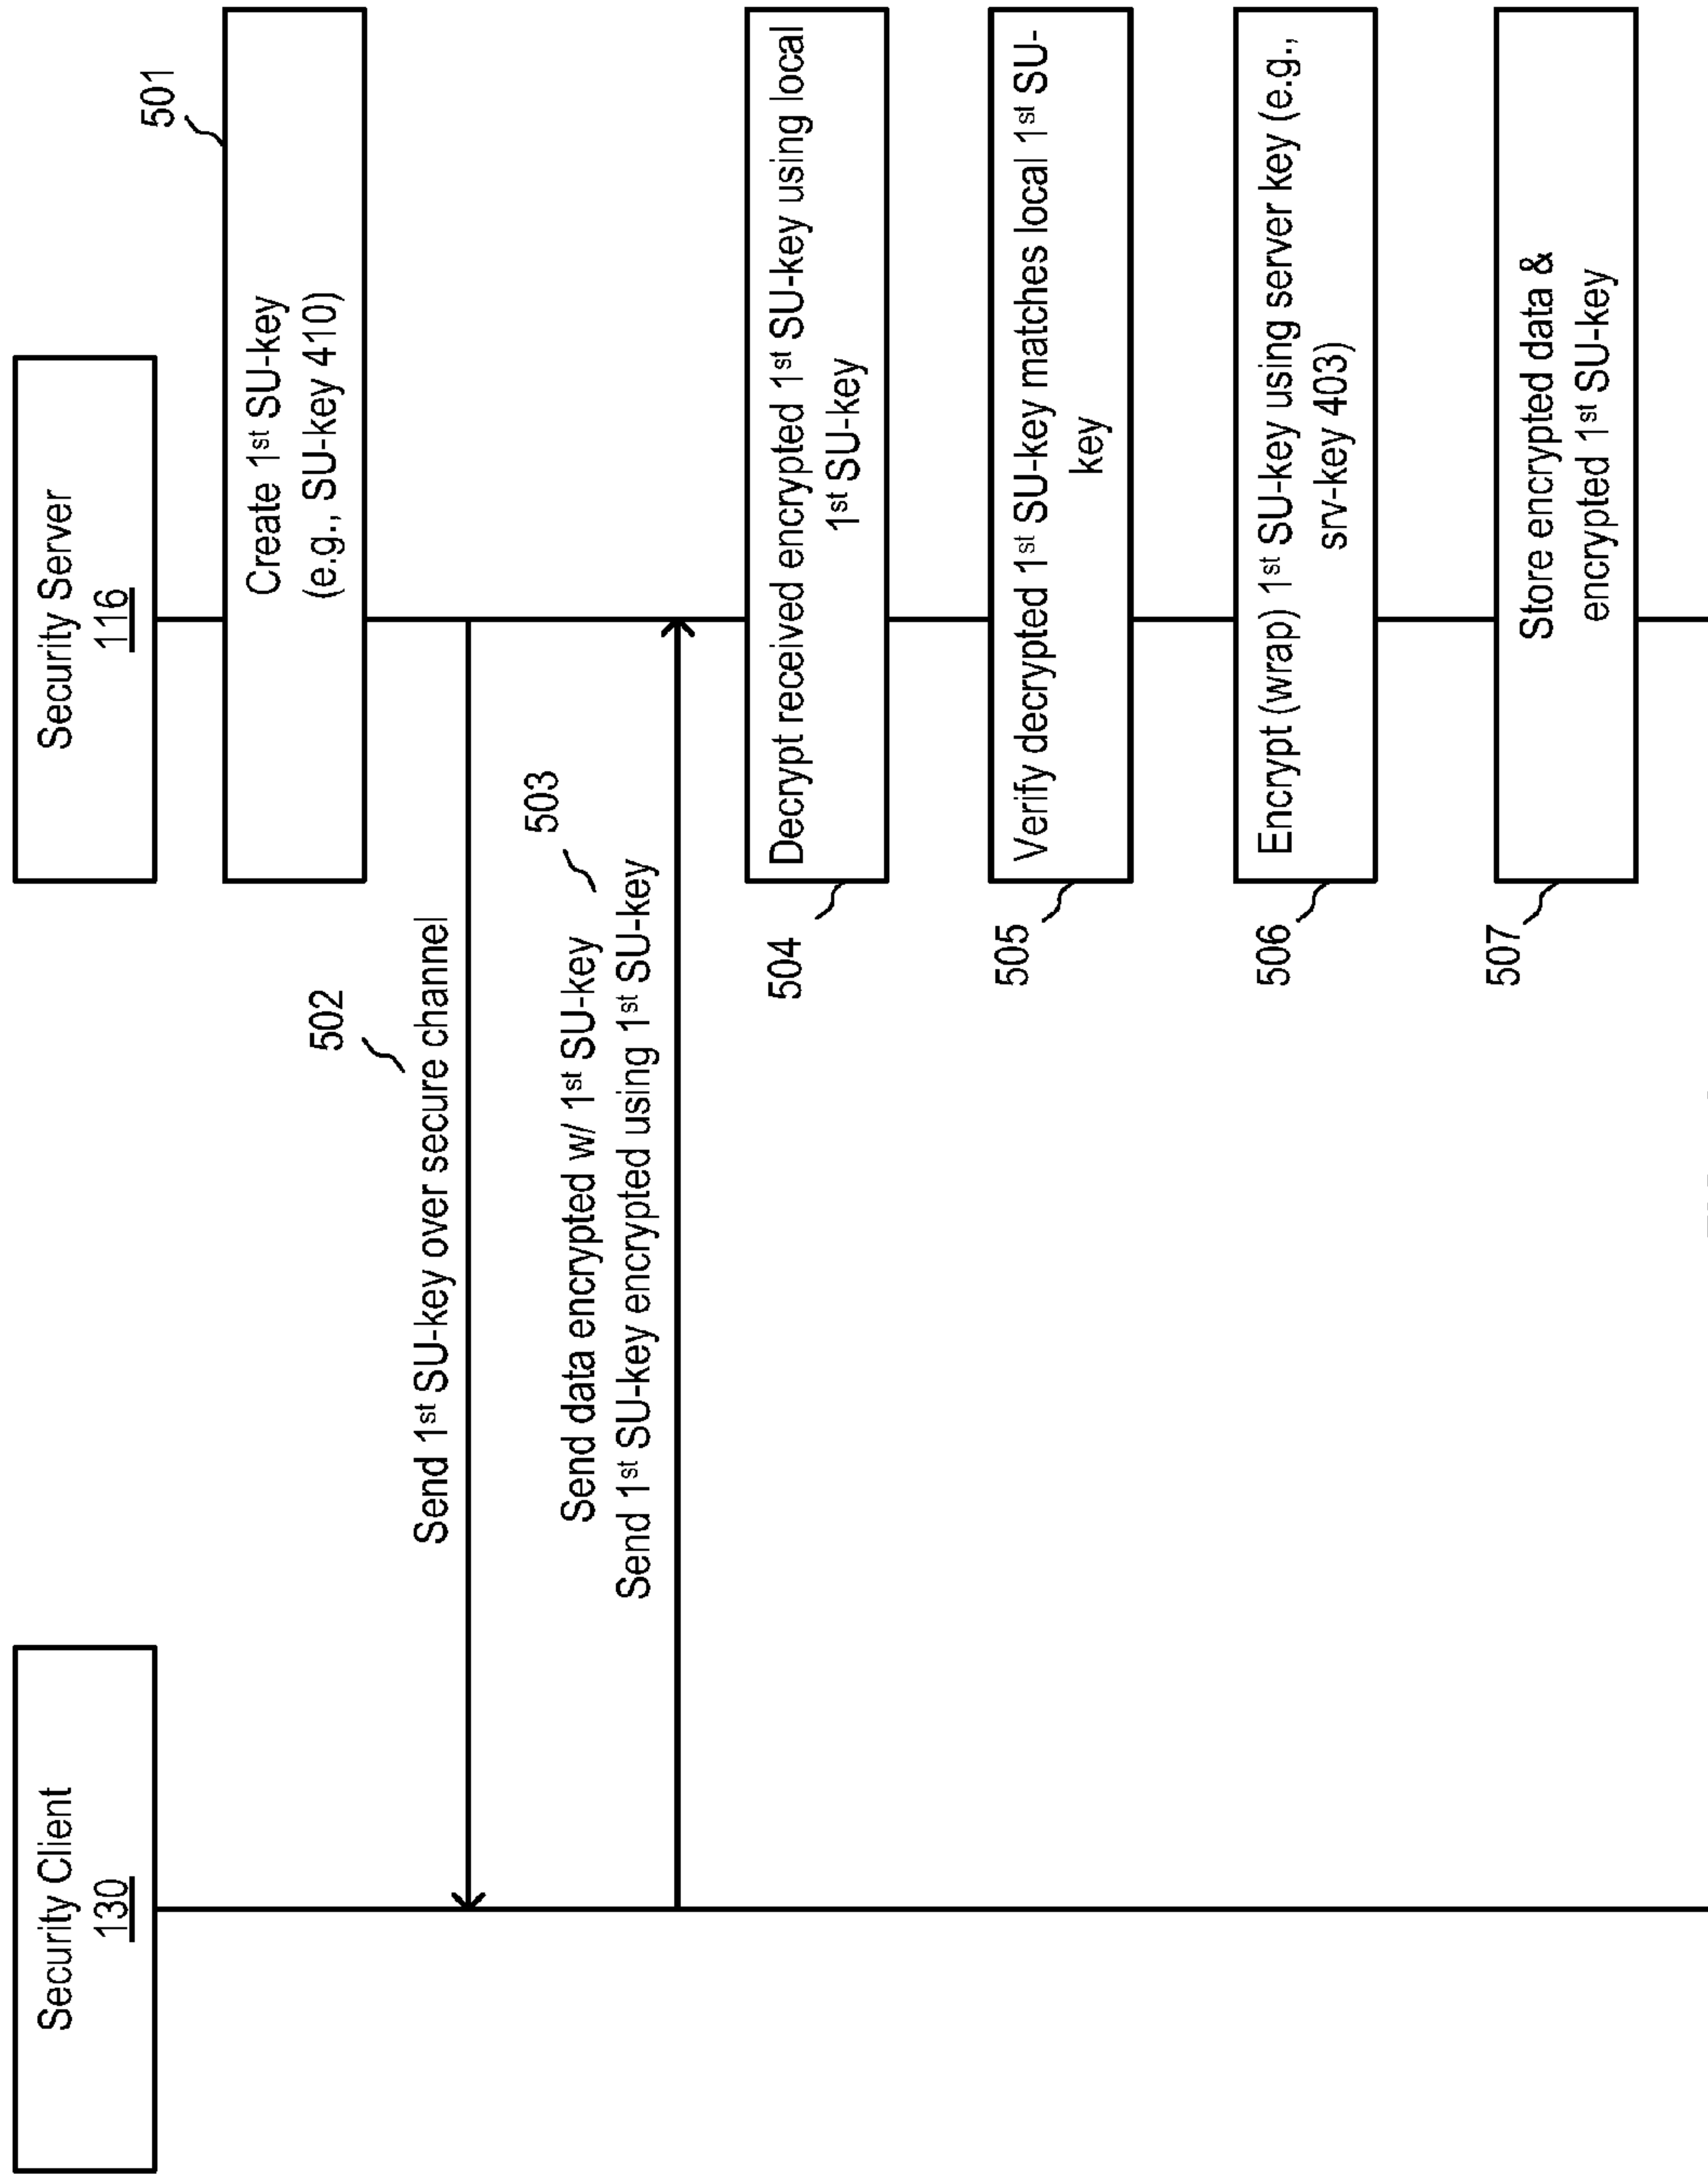 Security Client
130
Security Server
116
501
Create 1st SU-key
(e.g., SU-key 410)
502
Send 1st SU-key over secure channel
503
Send data encrypted w/ 1st SU-key
Send 1st SU-key encrypted using 1st SU-key
504
Decrypt received encrypted 1st SU-key using local
1st SU-key
505
Verify decrypted 1st SU-key matches local 1st SU-
key
506
Encrypt (wrap) 1st SU-key using server key (e.g.,
srv-key 403)
507
Store encrypted data &
encrypted 1st SU-key